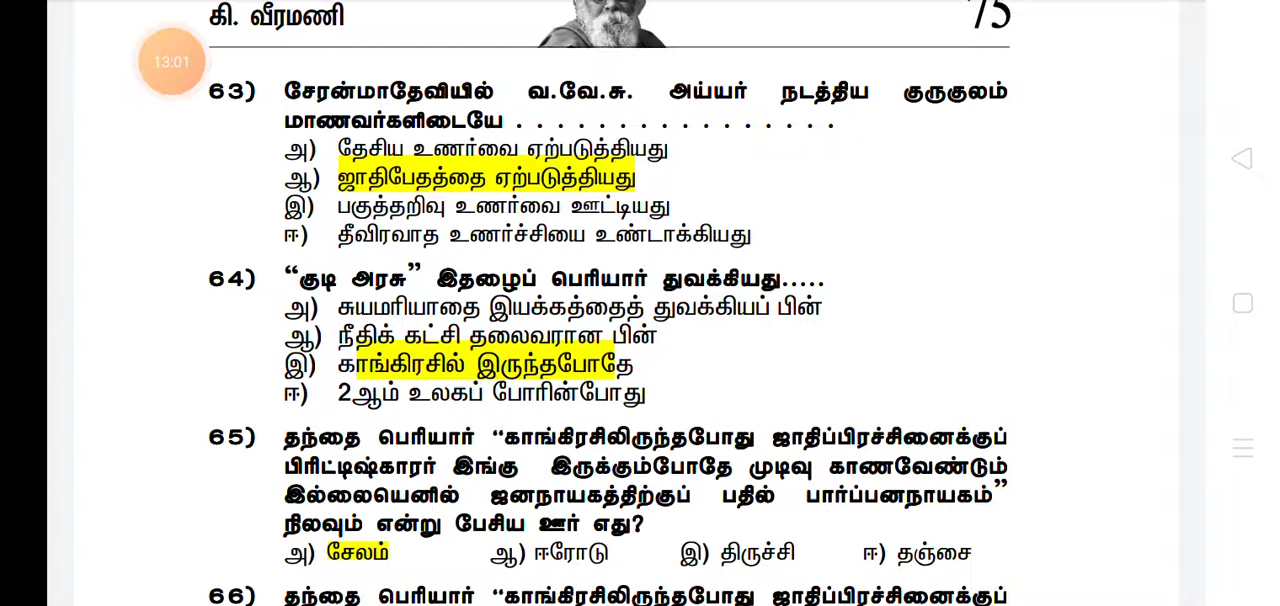 கி. வீரமணி
75
13:01
63) சேரன்மாதேவியில் வ.வே.சு. அய்யர் நடத்திய குருகுலம்
மாணவர்களிடையே . . . . . . . . . . . . . . . .
அ) தேசிய உணர்வை ஏற்படுத்தியது
ஆ) ஜாதிபேதத்தை ஏற்படுத்தியது
இ) பகுத்தறிவு உணர்வை ஊட்டியது
ஈ) தீவிரவாத உணர்ச்சியை உண்டாக்கியது
64) “குடி அரசு” இதழைப் பெரியார் துவக்கியது.....
அ) சுயமரியாதை இயக்கத்தைத் துவக்கியப் பின்
ஆ) நீதிக் கட்சி தலைவரான பின்
இ) காங்கிரசில் இருந்தபோதே
ஈ) 2ஆம் உலகப் போரின்போது
65) தந்தை பெரியார் “காங்கிரசிலிருந்தபோது ஜாதிப்பிரச்சினைக்குப்
பிரிட்டிஷ்காரர் இங்கு இருக்கும்போதே முடிவு காணவேண்டும்
இல்லையெனில் ஜனநாயகத்திற்குப் பதில் பார்ப்பனநாயகம்”
நிலவும் என்று பேசிய ஊர் எது?
அ) சேலம் ஆ) ஈரோடு இ) திருச்சி ஈ) தஞ்சை
66) தந்தை பெரியார் “காங்கிரசிலிருந்தபோது ஜாதிப்பிரச்சினைக்குப்